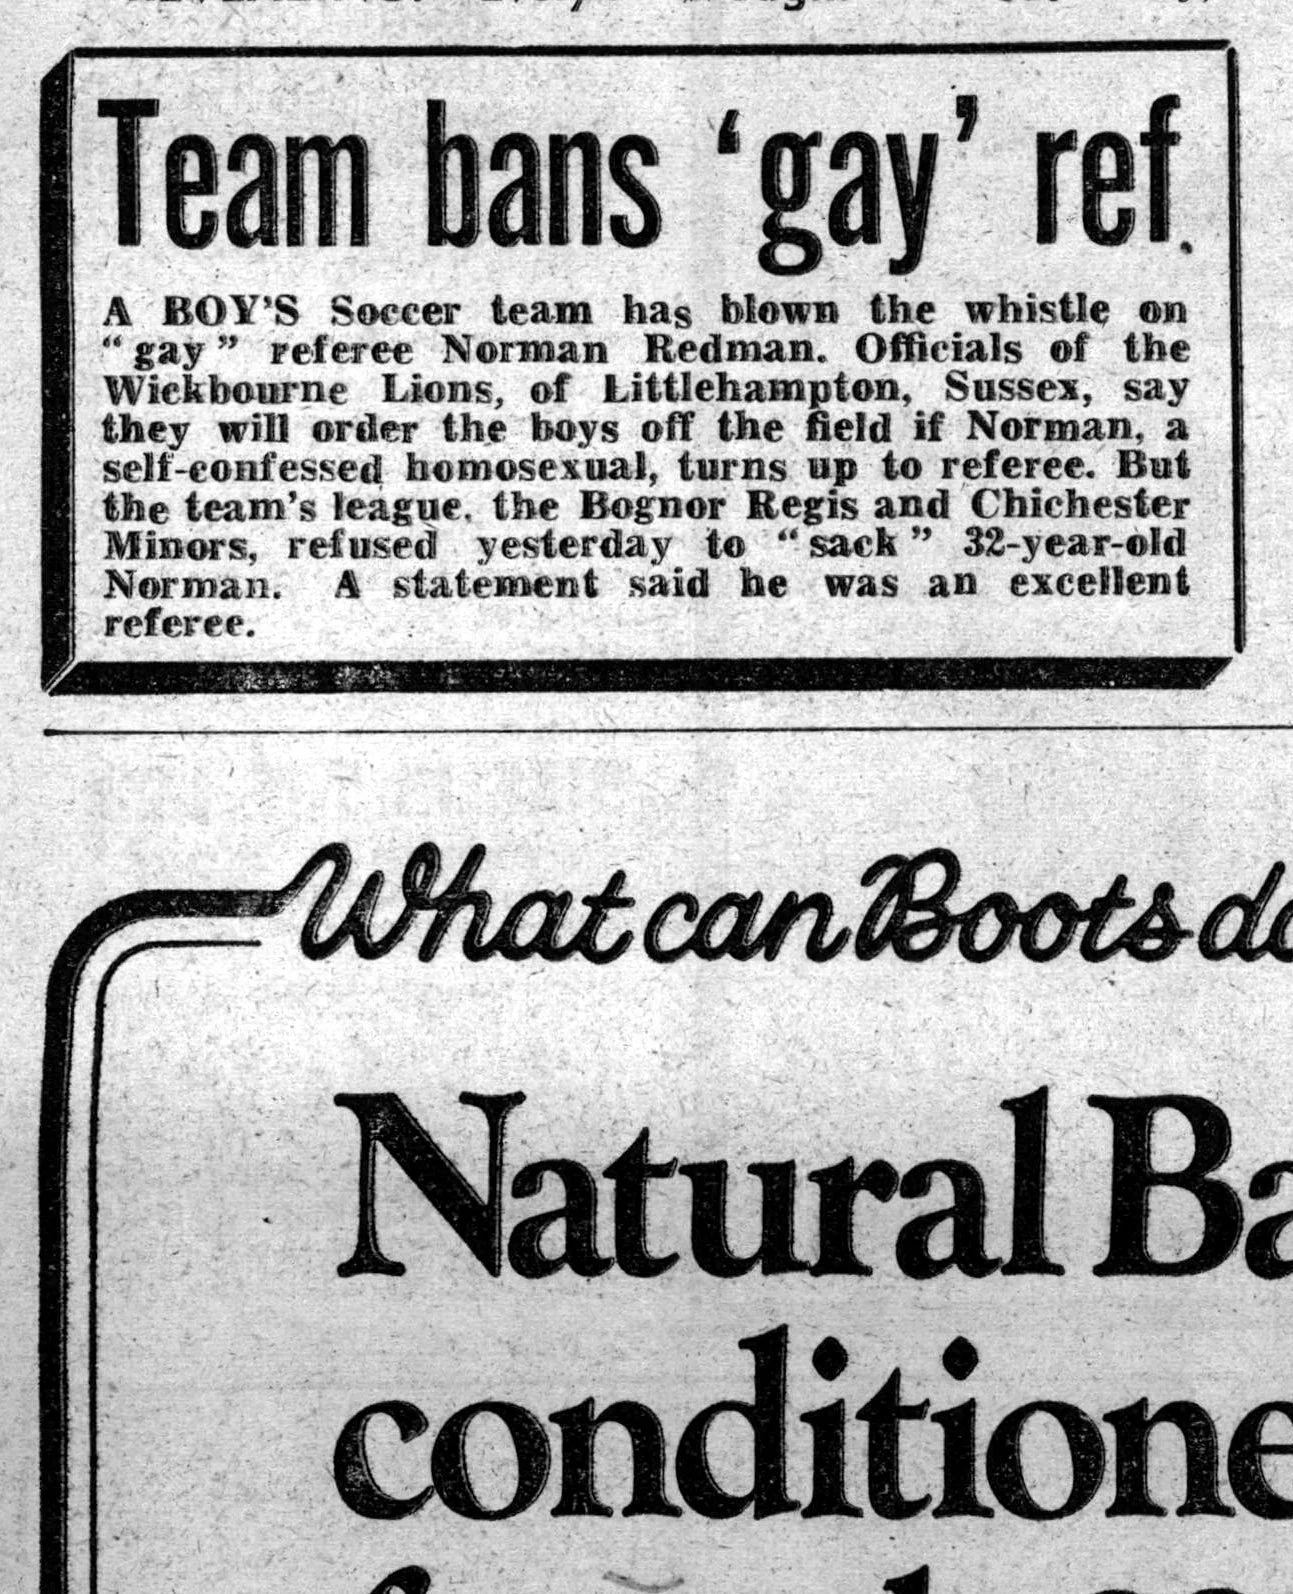 Team bans ‘gay’ ref.
A BOY’S Soccer team has blown the whistle on
“gay” referee Norman Redman. Officials of the
Wickbourne Lions, of Littlehampton, Sussex, say
they will order the boys off the field if Norman, a
self-confessed homosexual, turns up to referee. But
the team’s league, the Bognor Regis and Chichester
Minors, refused yesterday to “sack” 32-year-old
Norman. A statement said he was an excellent
referee.
What can Boots do
Natural Ba
conditione